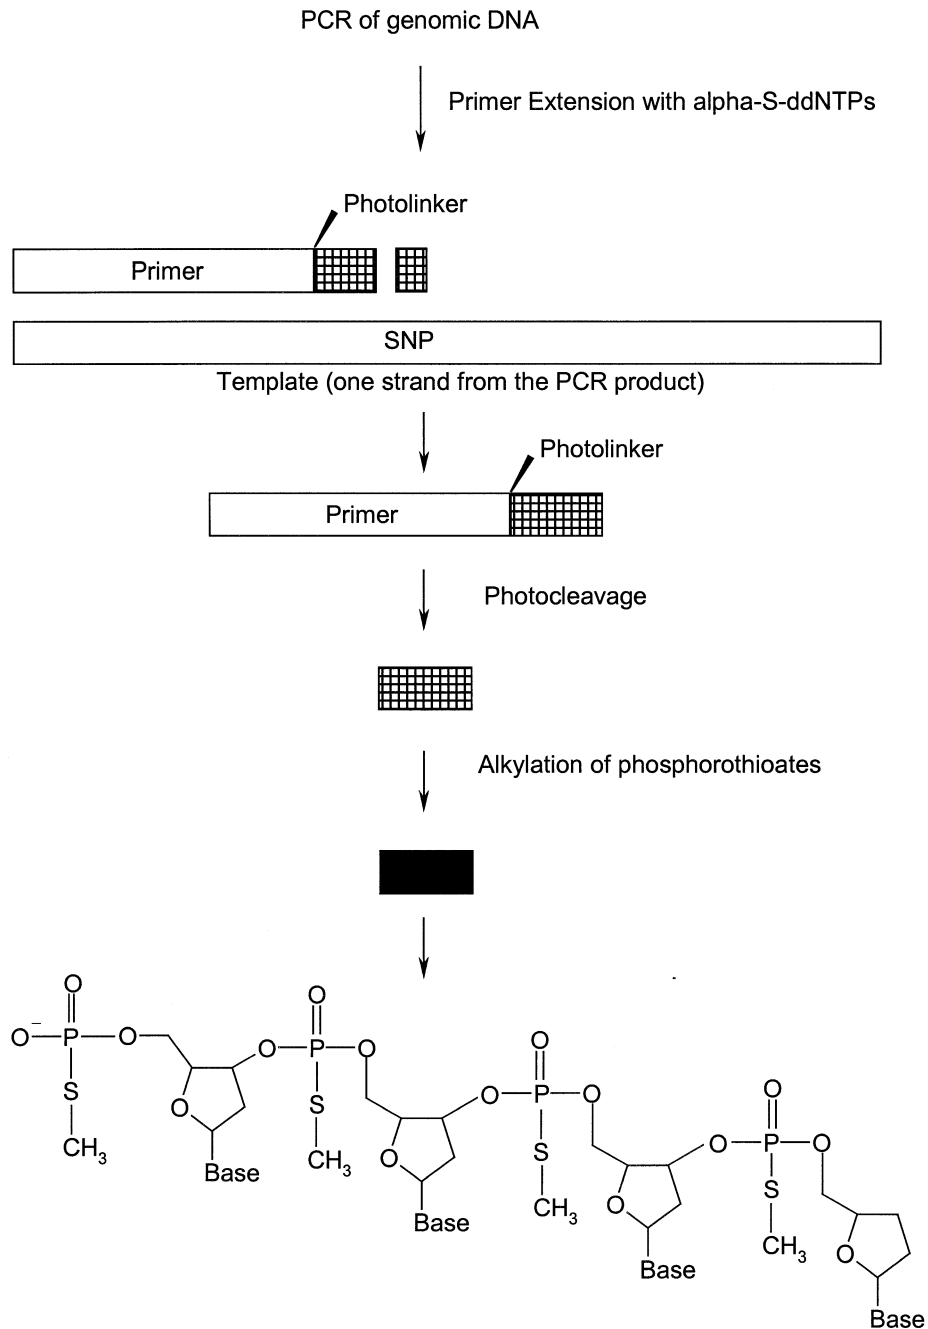 PCR of genomic DNA
Primer Extension with alpha-S-ddNTPs
Photolinker
Primer
SNP
Template (one strand from the PCR product)
Photolinker
Primer
Photocleavage
Alkylation of phosphorothioates
O
O⁻ P O
S
CH₃
O
Base
O
O P O
S
CH₃
O
Base
O
O P O
S
CH₃
O
Base
O
O P O
S
CH₃
O
Base